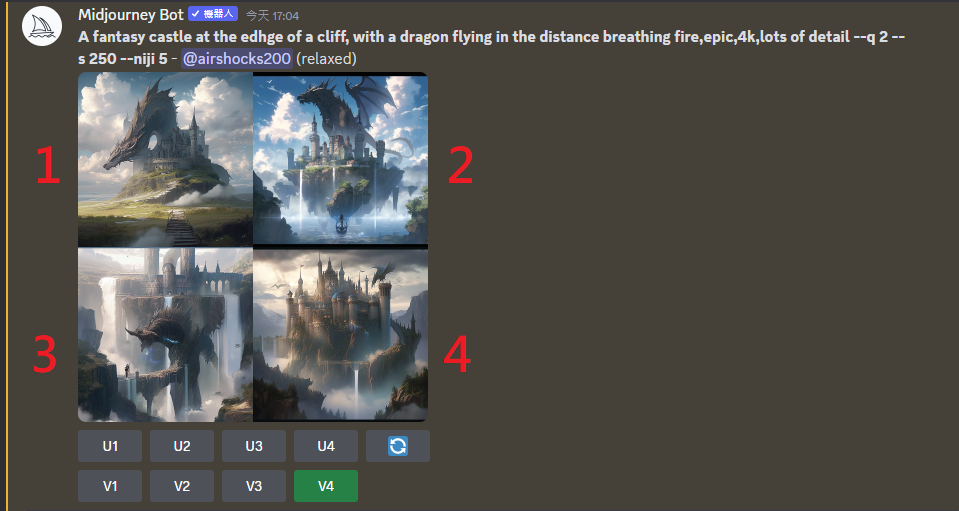 Midjourney Bot ✓ 機器人 今天 17:04
A fantasy castle at the edhge of a cliff, with a dragon flying in the distance breathing fire,epic,4k,lots of detail --q 2 --
s 250 --niji 5 - @airshocks200 (relaxed)
1 2
3 4
U1 U2 U3 U4
V1 V2 V3 V4